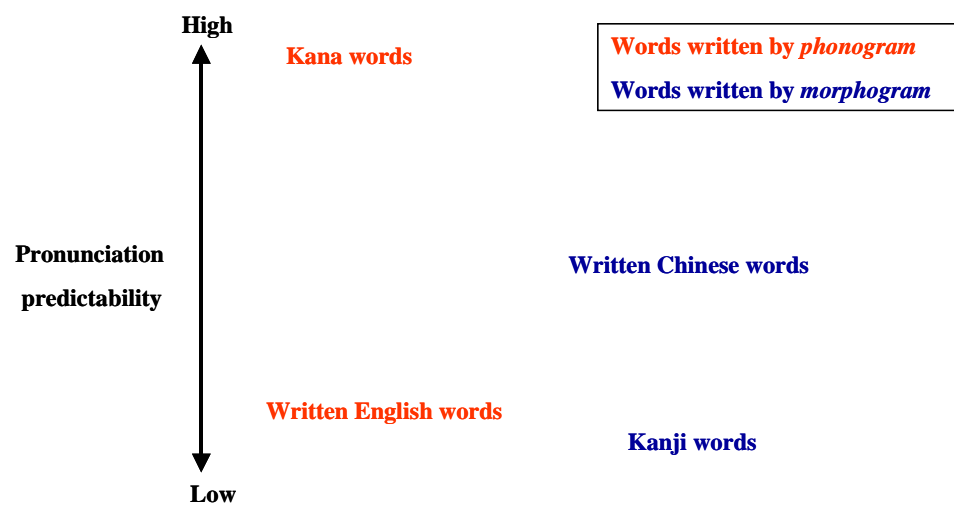 High
Kana words
Words written by phonogram
Words written by morphogram
Pronunciation
predictability
Written Chinese words
Written English words
Kanji words
Low